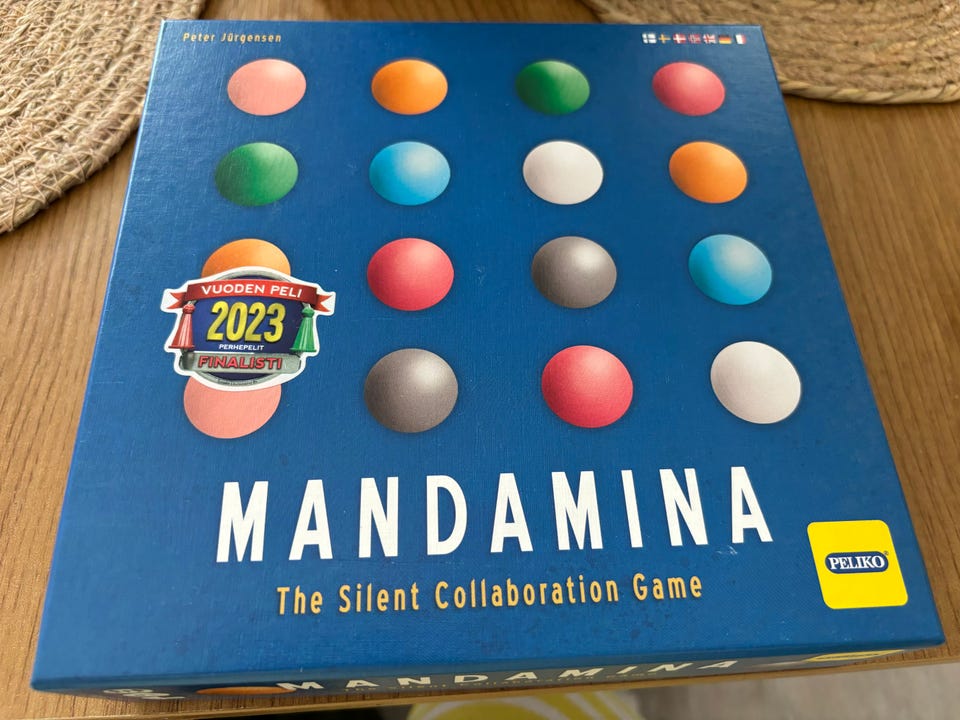 Peter Jürgensen
VUODEN PELI
2023
PERHEPELIT
FINALISTI
MANDAMINA
The Silent Collaboration Game
PELIKO®
MANDAMINA